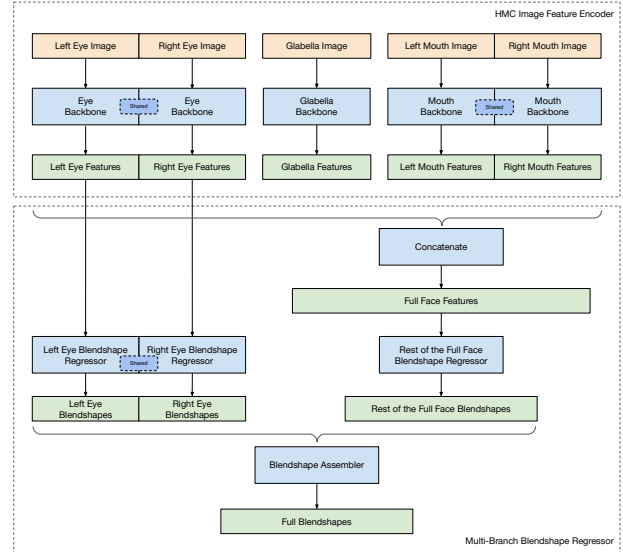 HMC Image Feature Encoder
Left Eye Image
Right Eye Image
Glabella Image
Left Mouth Image
Right Mouth Image
Eye
Backbone
Shared
Eye
Backbone
Glabella
Backbone
Mouth
Backbone
Shared
Mouth
Backbone
Left Eye Features
Right Eye Features
Glabella Features
Left Mouth Features
Right Mouth Features
Concatenate
Full Face Features
Left Eye Blendshape
Regressor
Shared
Right Eye Blendshape
Regressor
Rest of the Full Face
Blendshape Regressor
Left Eye
Blendshapes
Right Eye
Blendshapes
Rest of the Full Face Blendshapes
Blendshape Assembler
Full Blendshapes
Multi-Branch Blendshape Regressor